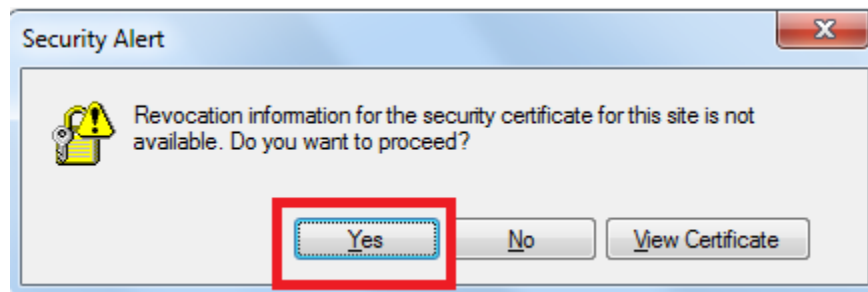 Security Alert
Revocation information for the security certificate for this site is not
available. Do you want to proceed?
Yes
No
View Certificate